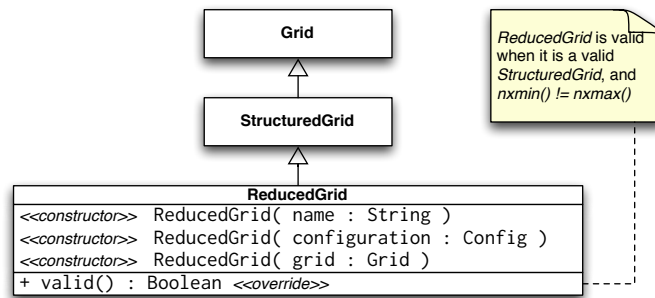 Grid
StructuredGrid
ReducedGrid is valid
when it is a valid
StructuredGrid, and
nxmin() != nxmax()
ReducedGrid
<<constructor>> ReducedGrid( name : String )
<<constructor>> ReducedGrid( configuration : Config )
<<constructor>> ReducedGrid( grid : Grid )
+ valid() : Boolean <<override>>